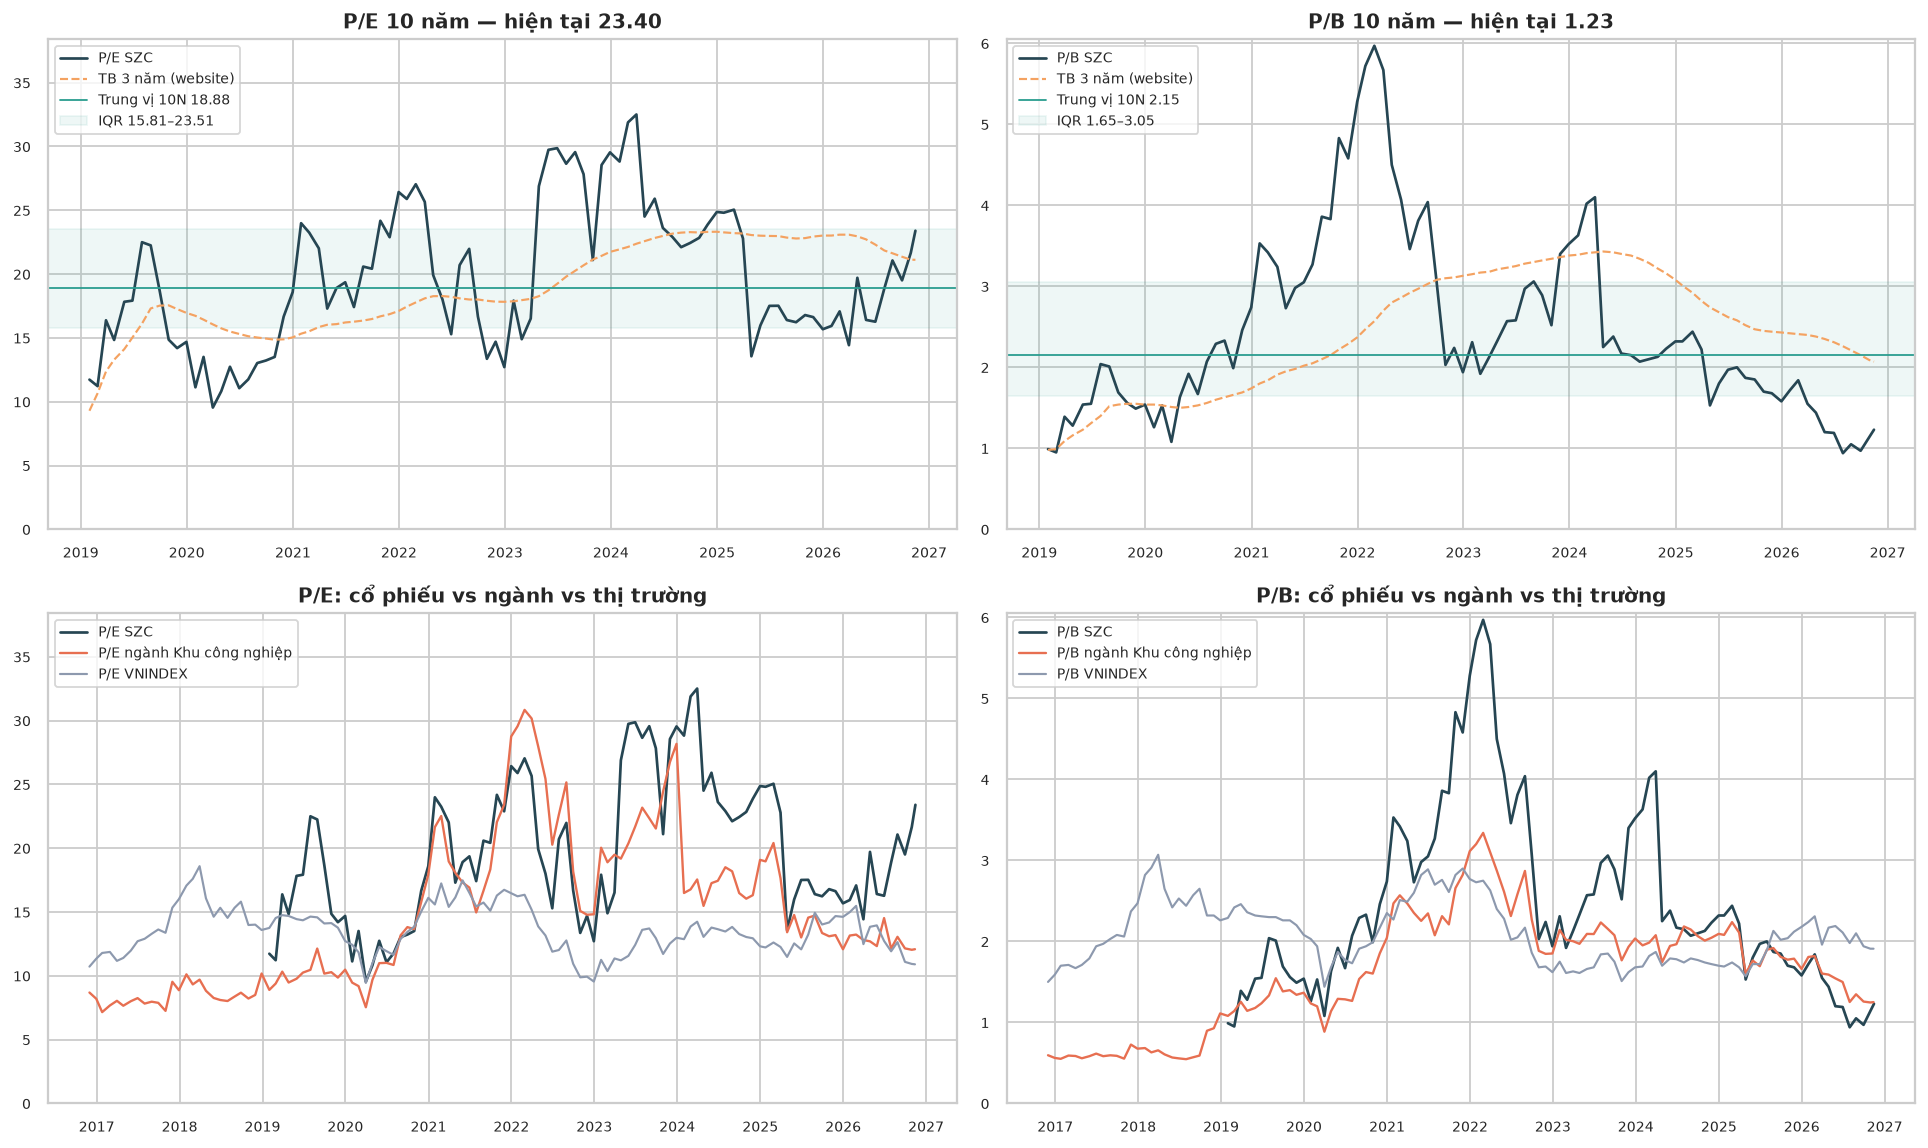 P/E 10 năm — hiện tại 23.40
P/E SZC
TB 3 năm (website)
Trung vị 10N 18.88
IQR 15.81–23.51
35
30
25
20
15
10
5
0
2019 2020 2021 2022 2023 2024 2025 2026 2027
P/B 10 năm — hiện tại 1.23
P/B SZC
TB 3 năm (website)
Trung vị 10N 2.15
IQR 1.65–3.05
6
5
4
3
2
1
0
2019 2020 2021 2022 2023 2024 2025 2026 2027
P/E: cổ phiếu vs ngành vs thị trường
P/E SZC
P/E ngành Khu công nghiệp
P/E VNINDEX
35
30
25
20
15
10
5
0
2017 2018 2019 2020 2021 2022 2023 2024 2025 2026 2027
P/B: cổ phiếu vs ngành vs thị trường
P/B SZC
P/B ngành Khu công nghiệp
P/B VNINDEX
6
5
4
3
2
1
0
2017 2018 2019 2020 2021 2022 2023 2024 2025 2026 2027